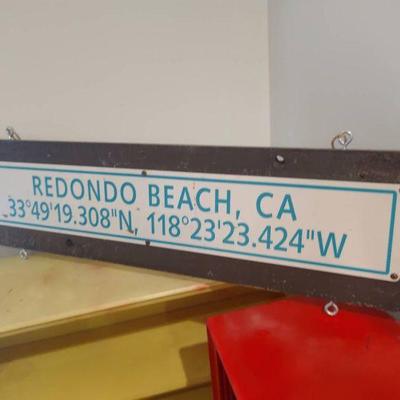 REDONDO BEACH, CA
33°49'19.308"N, 118°23'23.424"W